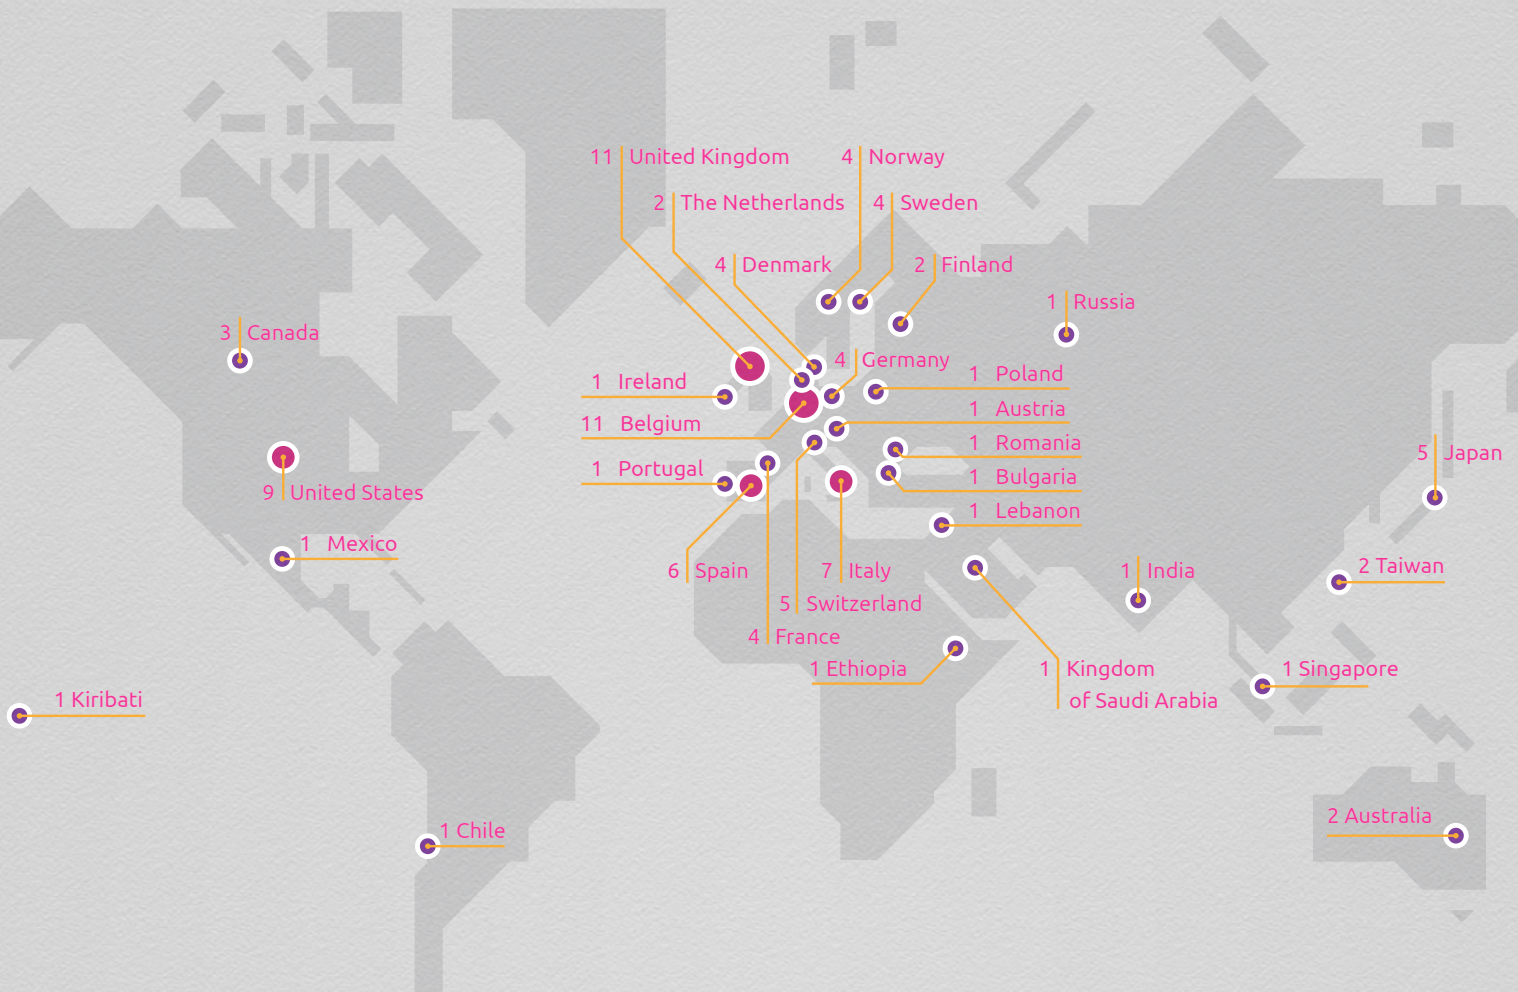 11 United Kingdom
4 Norway
2 The Netherlands
4 Sweden
4 Denmark
2 Finland
1 Russia
3 Canada
4 Germany
1 Ireland
1 Poland
1 Austria
11 Belgium
1 Romania
5 Japan
1 Portugal
1 Bulgaria
9 United States
1 Lebanon
1 Mexico
6 Spain
7 Italy
1 India
2 Taiwan
5 Switzerland
4 France
1 Ethiopia
1 Kingdom
of Saudi Arabia
1 Singapore
1 Kiribati
2 Australia
1 Chile